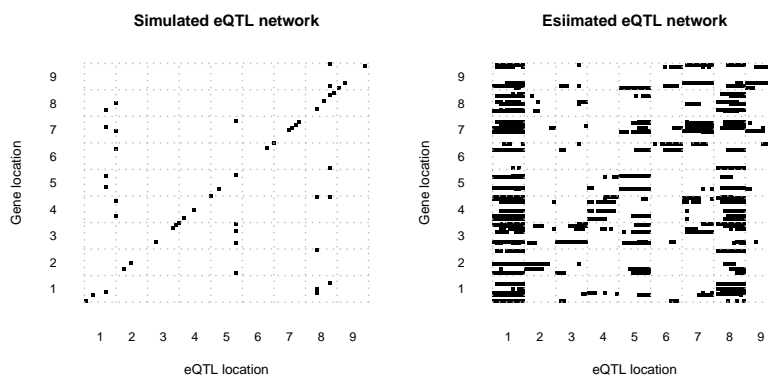 Simulated eQTL network
Gene location
9
8
7
6
5
4
3
2
1
1 2 3 4 5 6 7 8 9
eQTL location
Esiimated eQTL network
Gene location
9
8
7
6
5
4
3
2
1
1 2 3 4 5 6 7 8 9
eQTL location